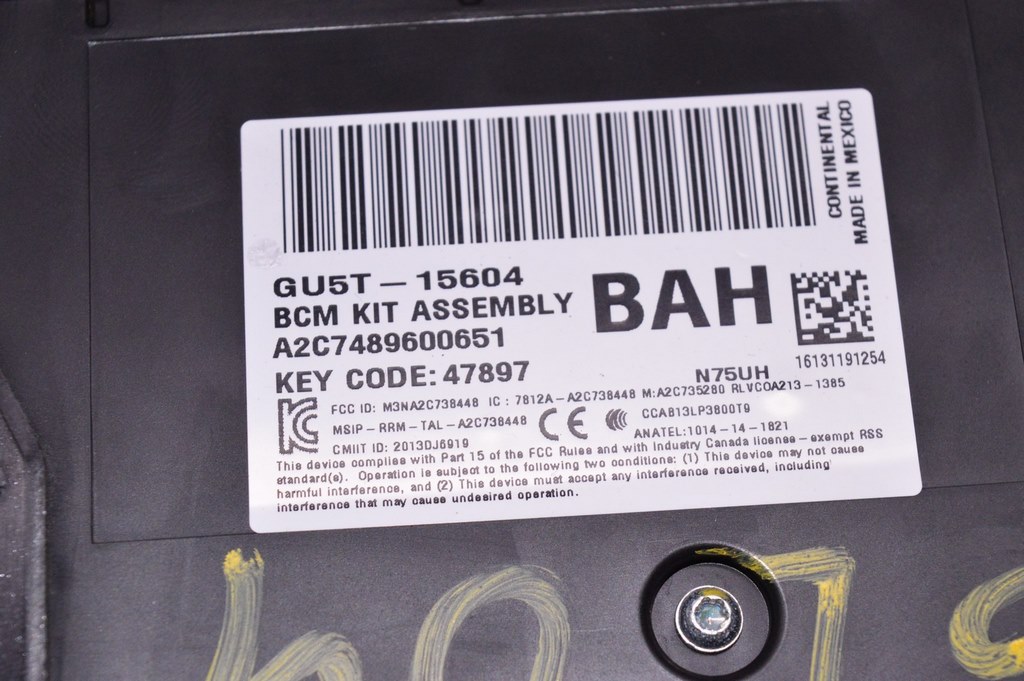 CONTINENTAL
MADE IN MEXICO
GU5T-15604
BCM KIT ASSEMBLY
BAH
A2C7489600651
16131191254
KEY CODE: 47897
N75UH
FCC ID: M3NA2C738448 IC: 7812A-A2C738448 M:A2C735280 RLVCOA213-1385
MSIP-RRM-TAL-A2C738448
CE
CCAB13LP3800T9
CMIIT ID: 2013DJ6919
ANATEL:1014-14-1821
This device complies with Part 15 of the FCC Rules and with Industry Canada license-exempt RSS
standard(s). Operation is subject to the following two conditions: (1) This device may not cause
harmful interference, and (2) This device must accept any interference received, including
interference that may cause undesired operation.